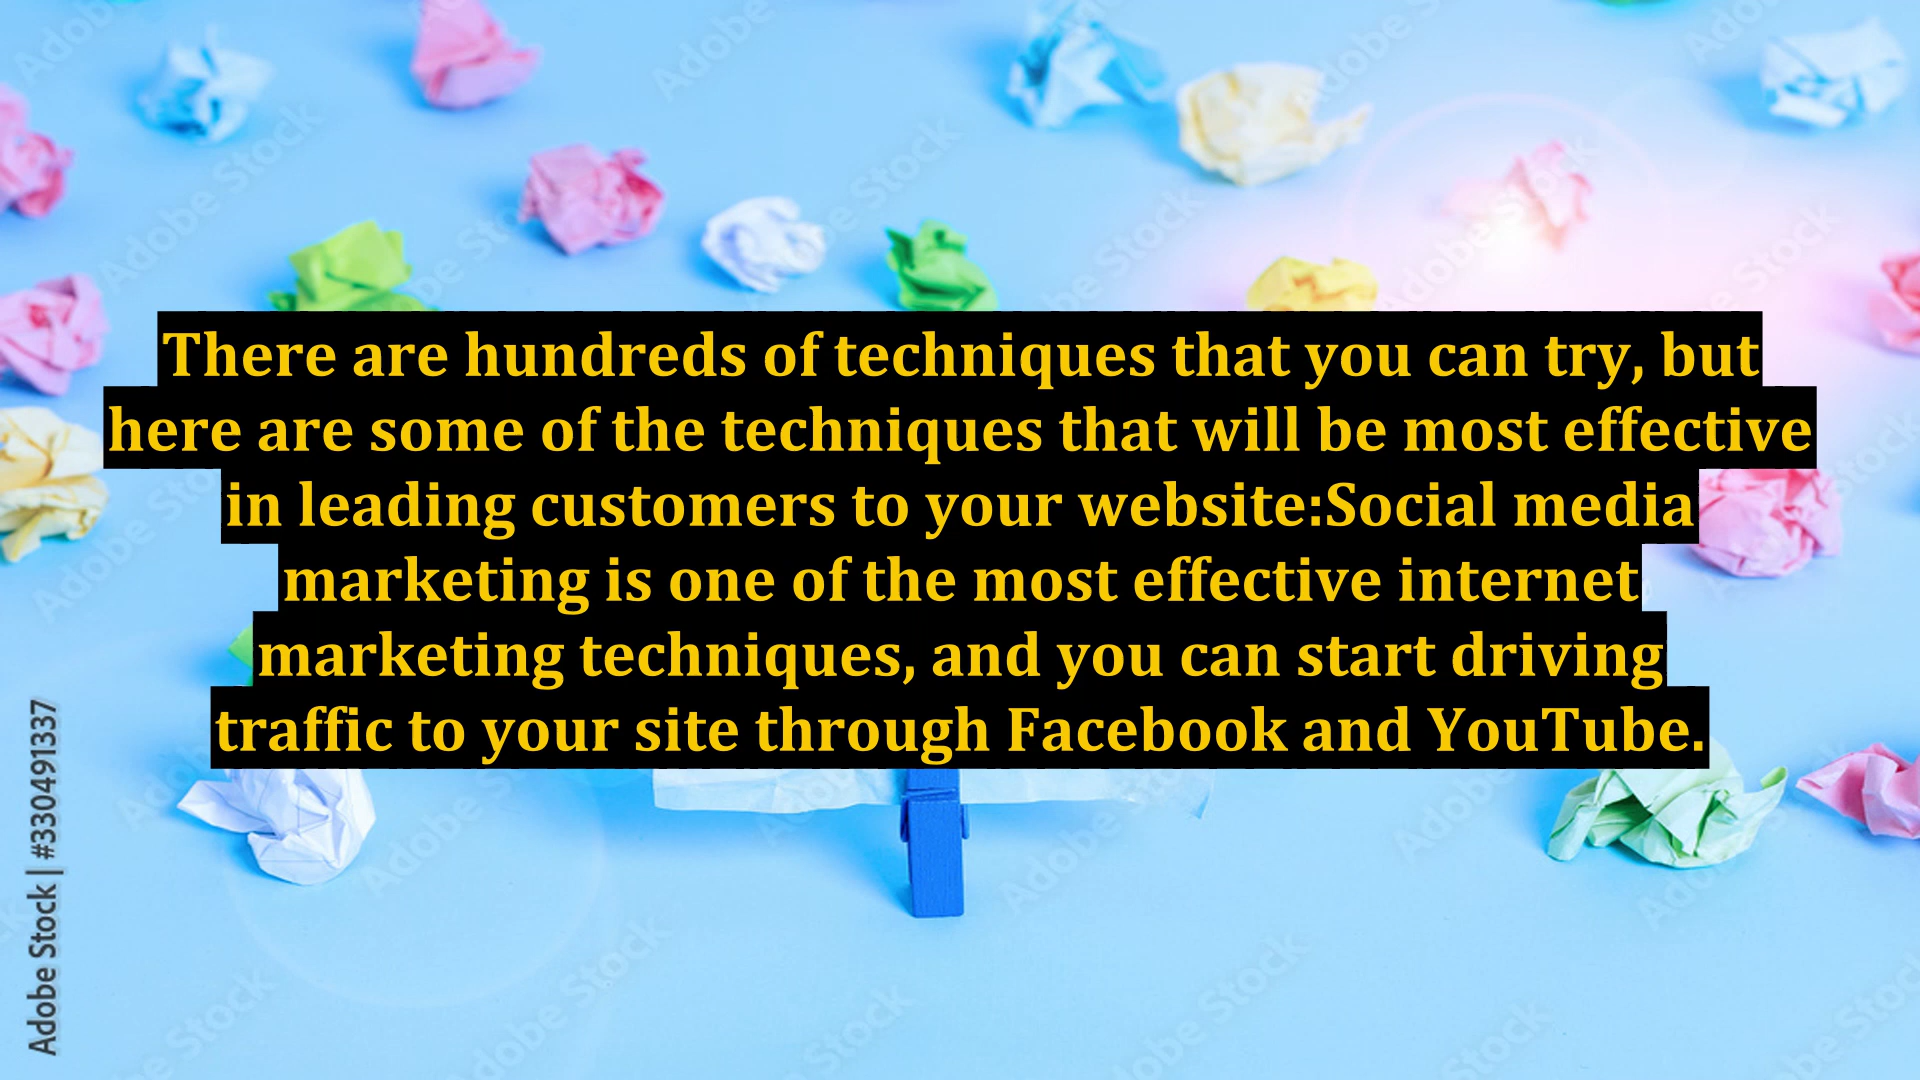 There are hundreds of techniques that you can try, but
here are some of the techniques that will be most effective
in leading customers to your website:Social media
marketing is one of the most effective internet
marketing techniques, and you can start driving
traffic to your site through Facebook and YouTube.
Adobe Stock | #330491337
Adobe Stock